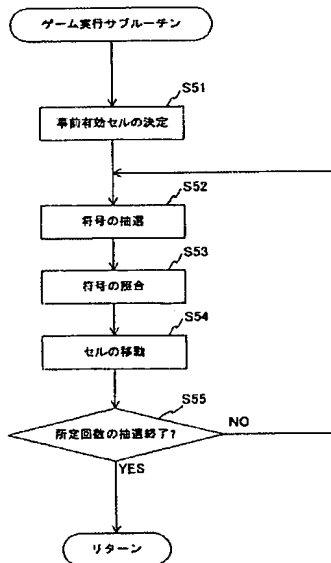 ゲーム実行サブルーチン
S51
事前有効セルの決定
S52
符号の抽選
S53
符号の照合
S54
セルの移動
S55
所定回数の抽選終了?
NO
YES
リターン